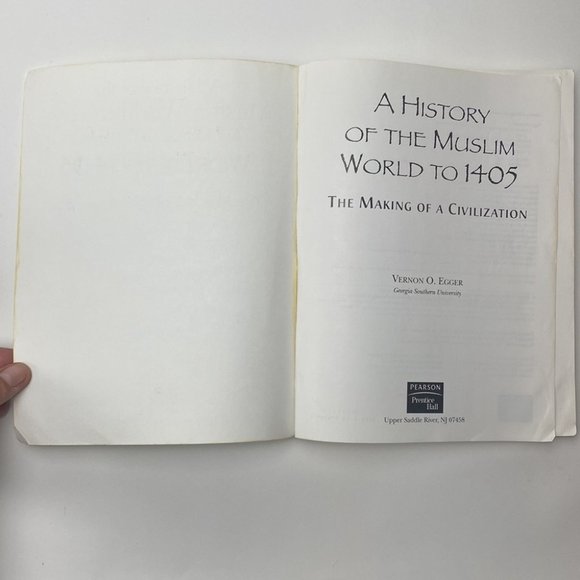 A HISTORY
OF THE MUSLIM
WORLD TO 1405
THE MAKING OF A CIVILIZATION
VERNON O. EGGER
Georgia Southern University
PEARSON
Prentice
Hall
Upper Saddle River, NJ 07458